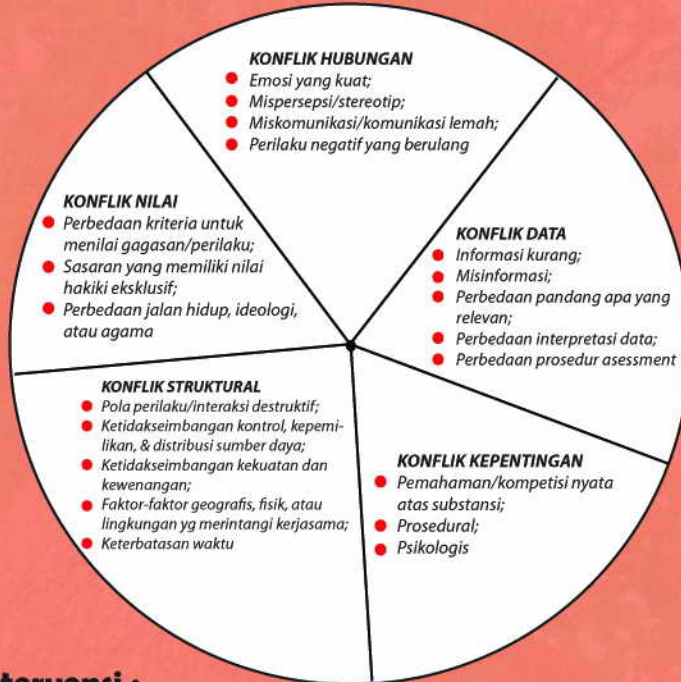 KONFLIK HUBUNGAN
Emosi yang kuat;
Mispersepsi/stereotip;
Miskomunikasi/komunikasi lemah;
Perilaku negatif yang berulang
KONFLIK NILAI
Perbedaan kriteria untuk
menilai gagasan/perilaku;
Sasaran yang memiliki nilai
hakiki eksklusif;
Perbedaan jalan hidup, ideologi,
atau agama
KONFLIK DATA
Informasi kurang;
Misinformasi;
Perbedaan pandang apa yang
relevan;
Perbedaan interpretasi data;
Perbedaan prosedur asessment
KONFLIK STRUKTURAL
Pola perilaku/interaksi destruktif;
Ketidakseimbangan kontrol, kepemi-
likan, & distribusi sumber daya;
Ketidakseimbangan kekuatan dan
kewenangan;
Faktor-faktor geografis, fisik, atau
lingkungan yg merintangi kerjasama;
Keterbatasan waktu
KONFLIK KEPENTINGAN
Pemahaman/kompetisi nyata
atas substansi;
Prosedural;
Psikologis